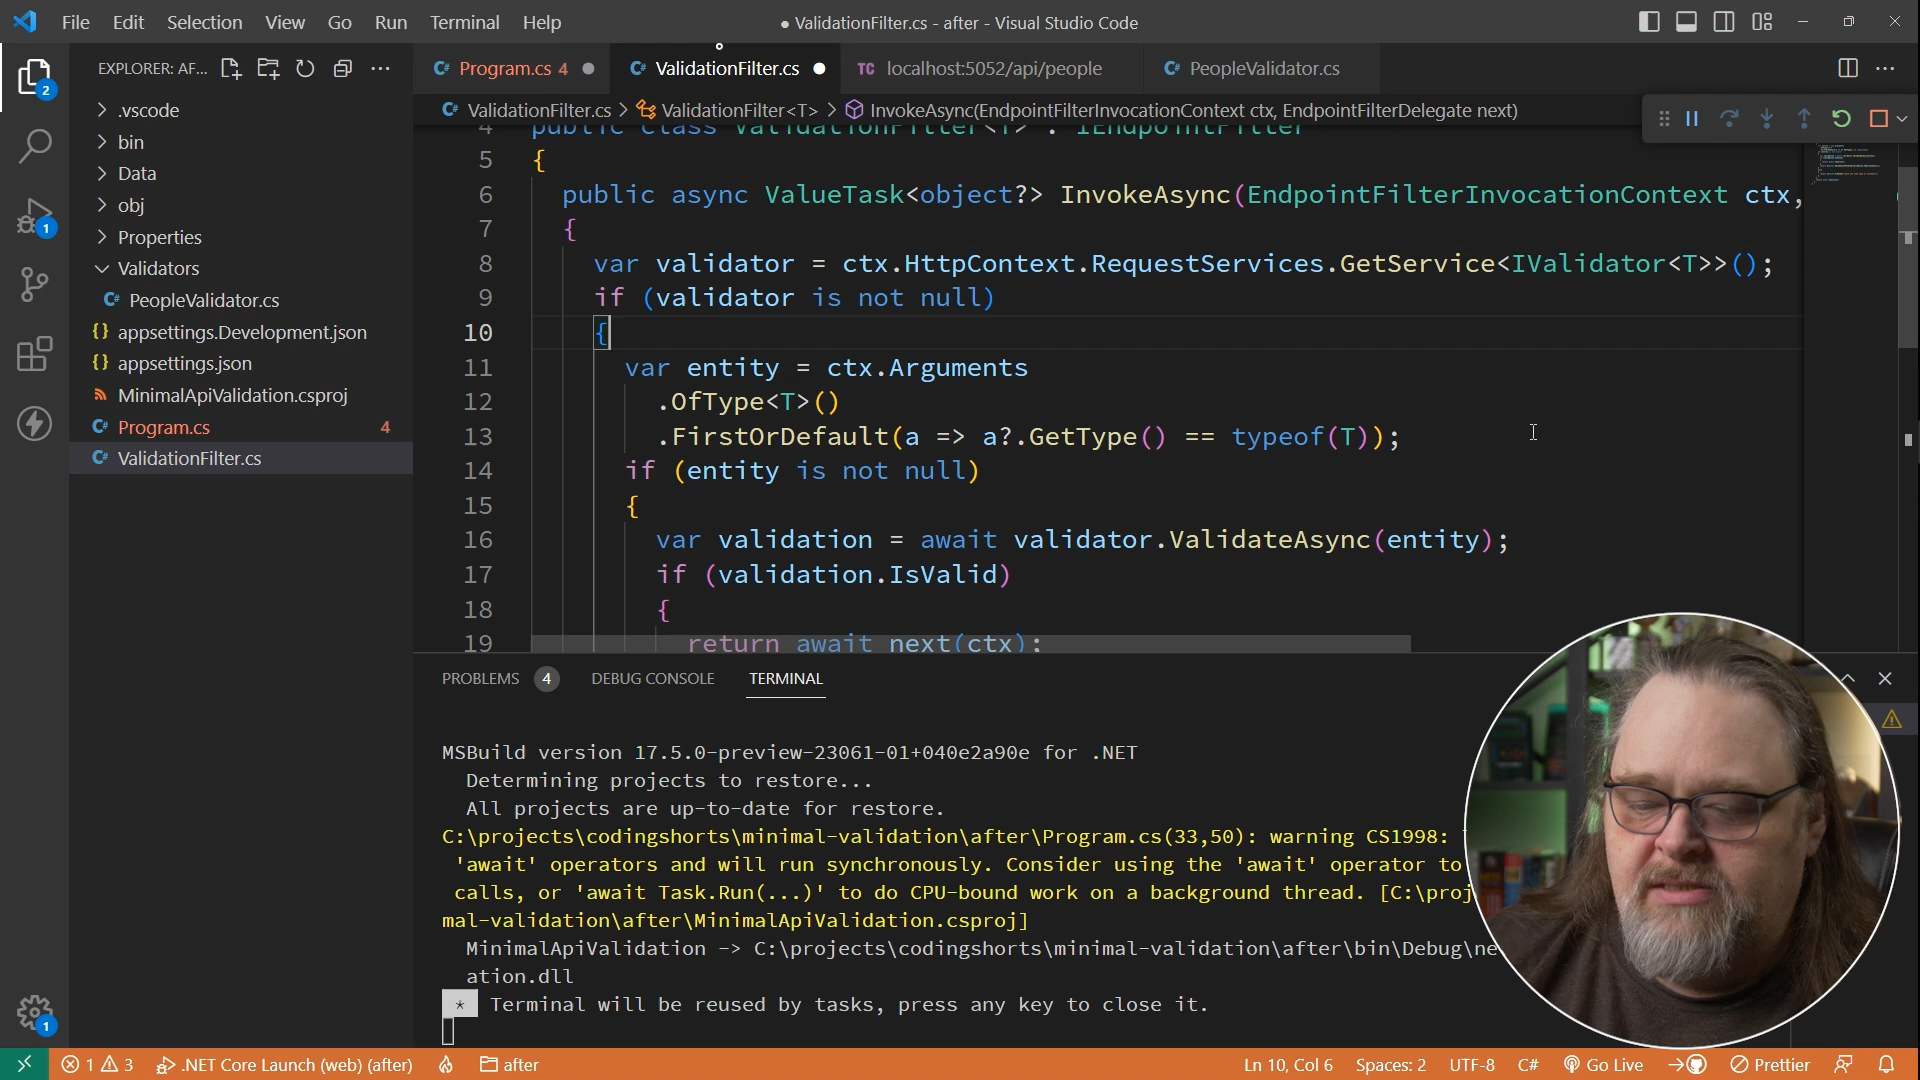 File Edit Selection View Go Run Terminal Help
● ValidationFilter.cs - after - Visual Studio Code
EXPLORER: AF...
Program.cs 4
ValidationFilter.cs
TC localhost:5052/api/people
PeopleValidator.cs
ValidationFilter.cs > ValidationFilter<T> > InvokeAsync(EndpointFilterInvocationContext ctx, EndpointFilterDelegate next)
2
.vscode
bin
Data
1
obj
Properties
Validators
PeopleValidator.cs
appsettings.Development.json
appsettings.json
MinimalApiValidation.csproj
Program.cs 4
ValidationFilter.cs
4 public class ValidationFilter<T> : IEndpointFilter
5 {
6 public async ValueTask<object?> InvokeAsync(EndpointFilterInvocationContext ctx,
7 {
8 var validator = ctx.HttpContext.RequestServices.GetService<IValidator<T>>();
9 if (validator is not null)
10 {
11 var entity = ctx.Arguments
12 .OfType<T>()
13 .FirstOrDefault(a => a?.GetType() == typeof(T));
14 if (entity is not null)
15 {
16 var validation = await validator.ValidateAsync(entity);
17 if (validation.IsValid)
18 {
19 return await next(ctx);
PROBLEMS 4 DEBUG CONSOLE TERMINAL
MSBuild version 17.5.0-preview-23061-01+040e2a90e for .NET
Determining projects to restore...
All projects are up-to-date for restore.
C:\projects\codingshorts\minimal-validation\after\Program.cs(33,50): warning CS1998:
'await' operators and will run synchronously. Consider using the 'await' operator to
calls, or 'await Task.Run(...)' to do CPU-bound work on a background thread. [C:\proj
mal-validation\after\MinimalApiValidation.csproj]
MinimalApiValidation -> C:\projects\codingshorts\minimal-validation\after\bin\Debug\ne
ation.dll
* Terminal will be reused by tasks, press any key to close it.
1
1 3 .NET Core Launch (web) (after) after
Ln 10, Col 6 Spaces: 2 UTF-8 C# Go Live Prettier